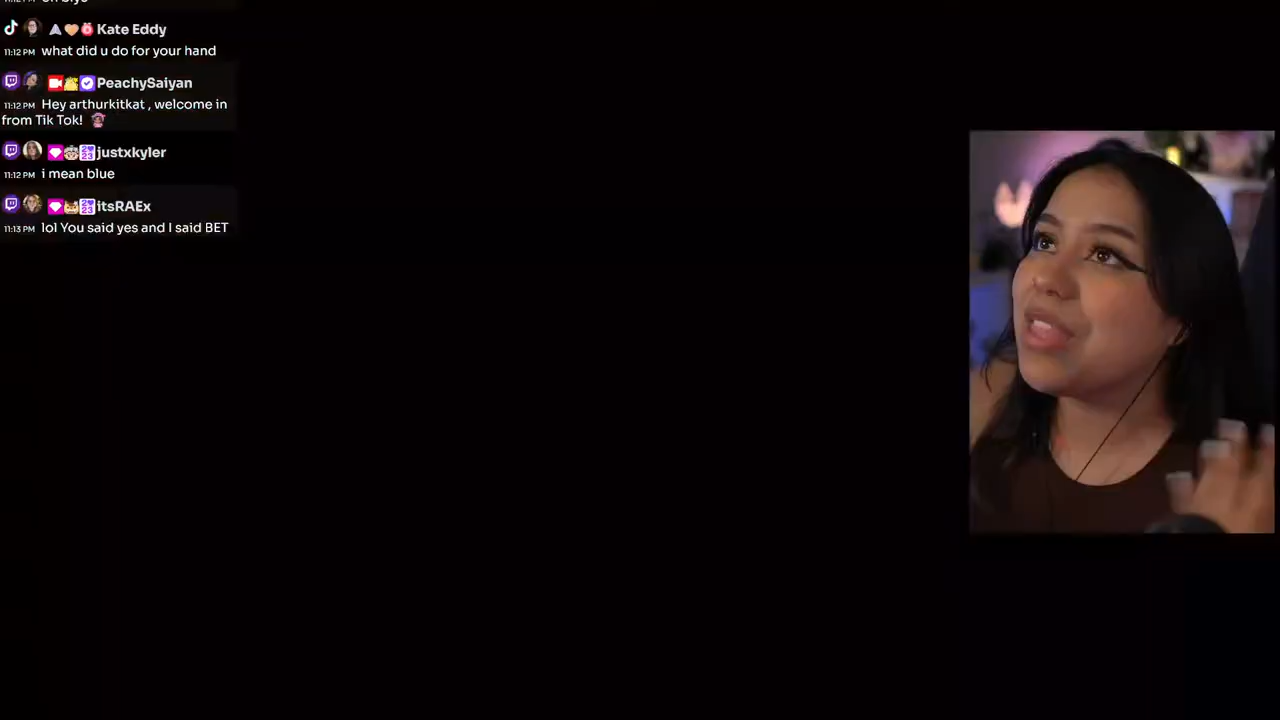 Kate Eddy
11:12 PM what did u do for your hand
PeachySaiyan
11:12 PM Hey arthurkitkat , welcome in
from Tik Tok!
justxkyler
11:12 PM i mean blue
itsRAEx
11:13 PM lol You said yes and I said BET